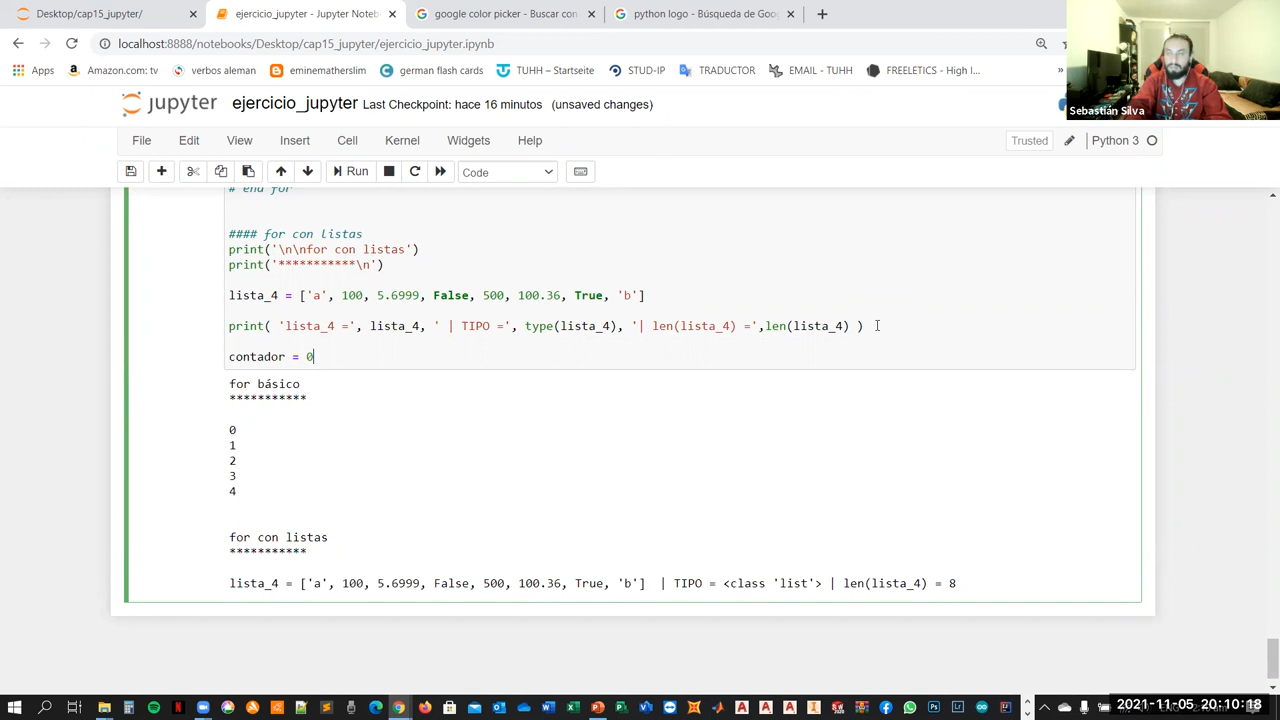 Desktop/cap15_jupyter/
ejercicio_jupyter - Jupyter Noteb
google color picker - Buscar con
python logo - Búsqueda de Goo
localhost:8888/notebooks/Desktop/cap15_jupyter/ejercicio_jupyter.ipynb
Apps
Amazon.com: tv
verbos aleman
eminematherslim
german flash cards
TUHH – Startseite
STUD-IP
TRADUCTOR
EMAIL - TUHH
FREELETICS - High I...
»
Sebastián Silva
jupyter ejercicio_jupyter Last Checkpoint: hace 16 minutos (unsaved changes)
File Edit View Insert Cell Kernel Widgets Help
Trusted
Python 3
Run
Code
# end for
#### for con listas
print('\n\nfor con listas')
print('***********\n')
lista_4 = ['a', 100, 5.6999, False, 500, 100.36, True, 'b']
print( 'lista_4 =', lista_4, ' | TIPO =', type(lista_4), '| len(lista_4) =',len(lista_4) )
contador = 0
for básico
***********
0
1
2
3
4
for con listas
***********
lista_4 = ['a', 100, 5.6999, False, 500, 100.36, True, 'b']  | TIPO = <class 'list'> | len(lista_4) = 8
2021-11-05 20:10:18